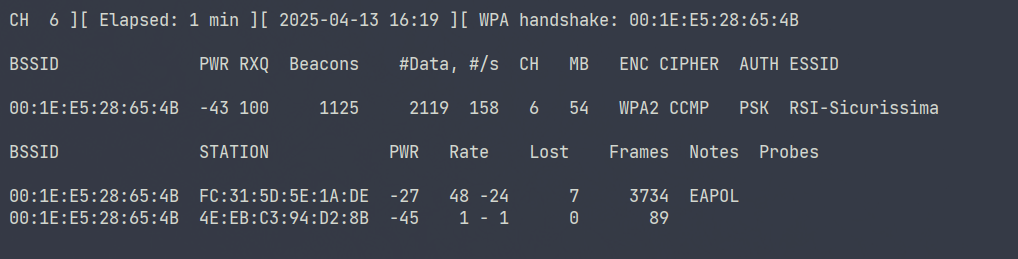 CH  6 ][ Elapsed: 1 min ][ 2025-04-13 16:19 ][ WPA handshake: 00:1E:E5:28:65:4B
BSSID              PWR RXQ  Beacons    #Data, #/s  CH   MB   ENC CIPHER  AUTH ESSID
00:1E:E5:28:65:4B  -43 100     1125     2119  158   6   54   WPA2 CCMP   PSK  RSI-Sicurissima
BSSID              STATION            PWR   Rate    Lost    Frames  Notes  Probes
00:1E:E5:28:65:4B  FC:31:5D:5E:1A:DE  -27   48 -24      7     3734  EAPOL
00:1E:E5:28:65:4B  4E:EB:C3:94:D2:8B  -45    1 - 1      0       89